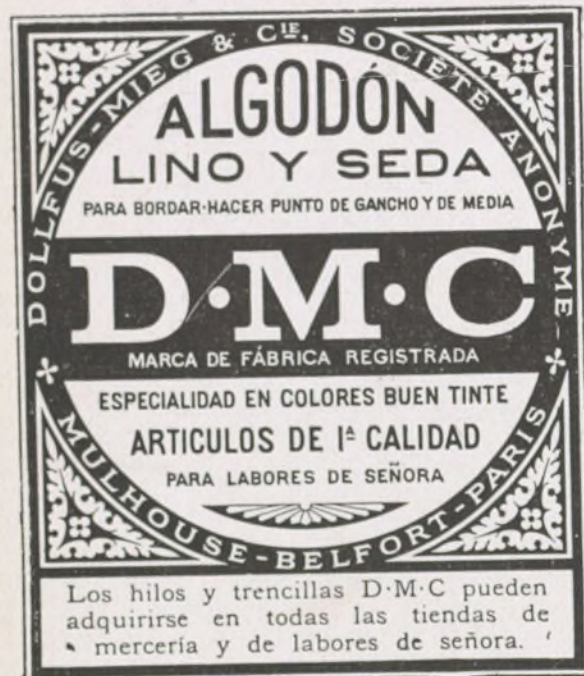 DOLLFUS-MIEG & CIE, SOCIÉTÉ ANONYME
ALGODÓN
LINO Y SEDA
PARA BORDAR·HACER PUNTO DE GANCHO Y DE MEDIA
D·M·C
MARCA DE FÁBRICA REGISTRADA
ESPECIALIDAD EN COLORES BUEN TINTE
ARTICULOS DE 1ª CALIDAD
PARA LABORES DE SEÑORA
MULHOUSE-BELFORT-PARIS
Los hilos y trencillas D·M·C pueden
adquirirse en todas las tiendas de
mercería y de labores de señora.